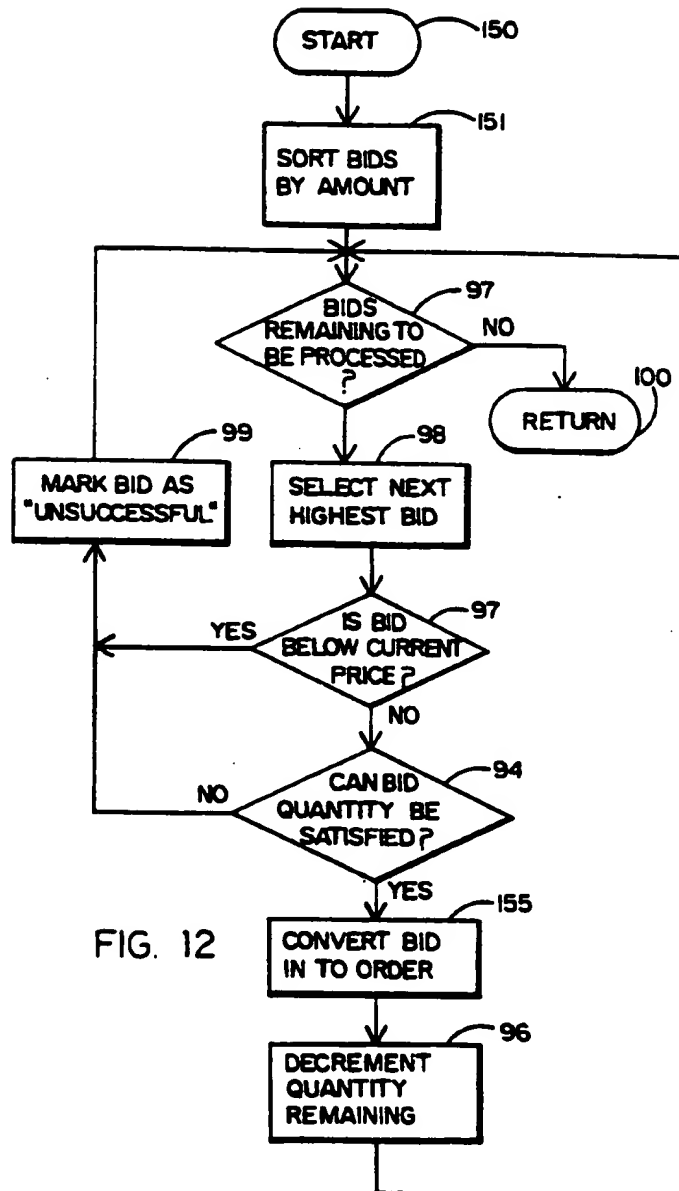 START
150
151
SORT BIDS
BY AMOUNT
97
BIDS
REMAINING TO
BE PROCESSED
?
NO
99
98
100
RETURN
MARK BID AS
"UNSUCCESSFUL"
SELECT NEXT
HIGHEST BID
97
YES
IS BID
BELOW CURRENT
PRICE?
NO
94
NO
CAN BID
QUANTITY BE
SATISFIED?
YES
155
FIG. 12
CONVERT BID
IN TO ORDER
96
DECREMENT
QUANTITY
REMAINING